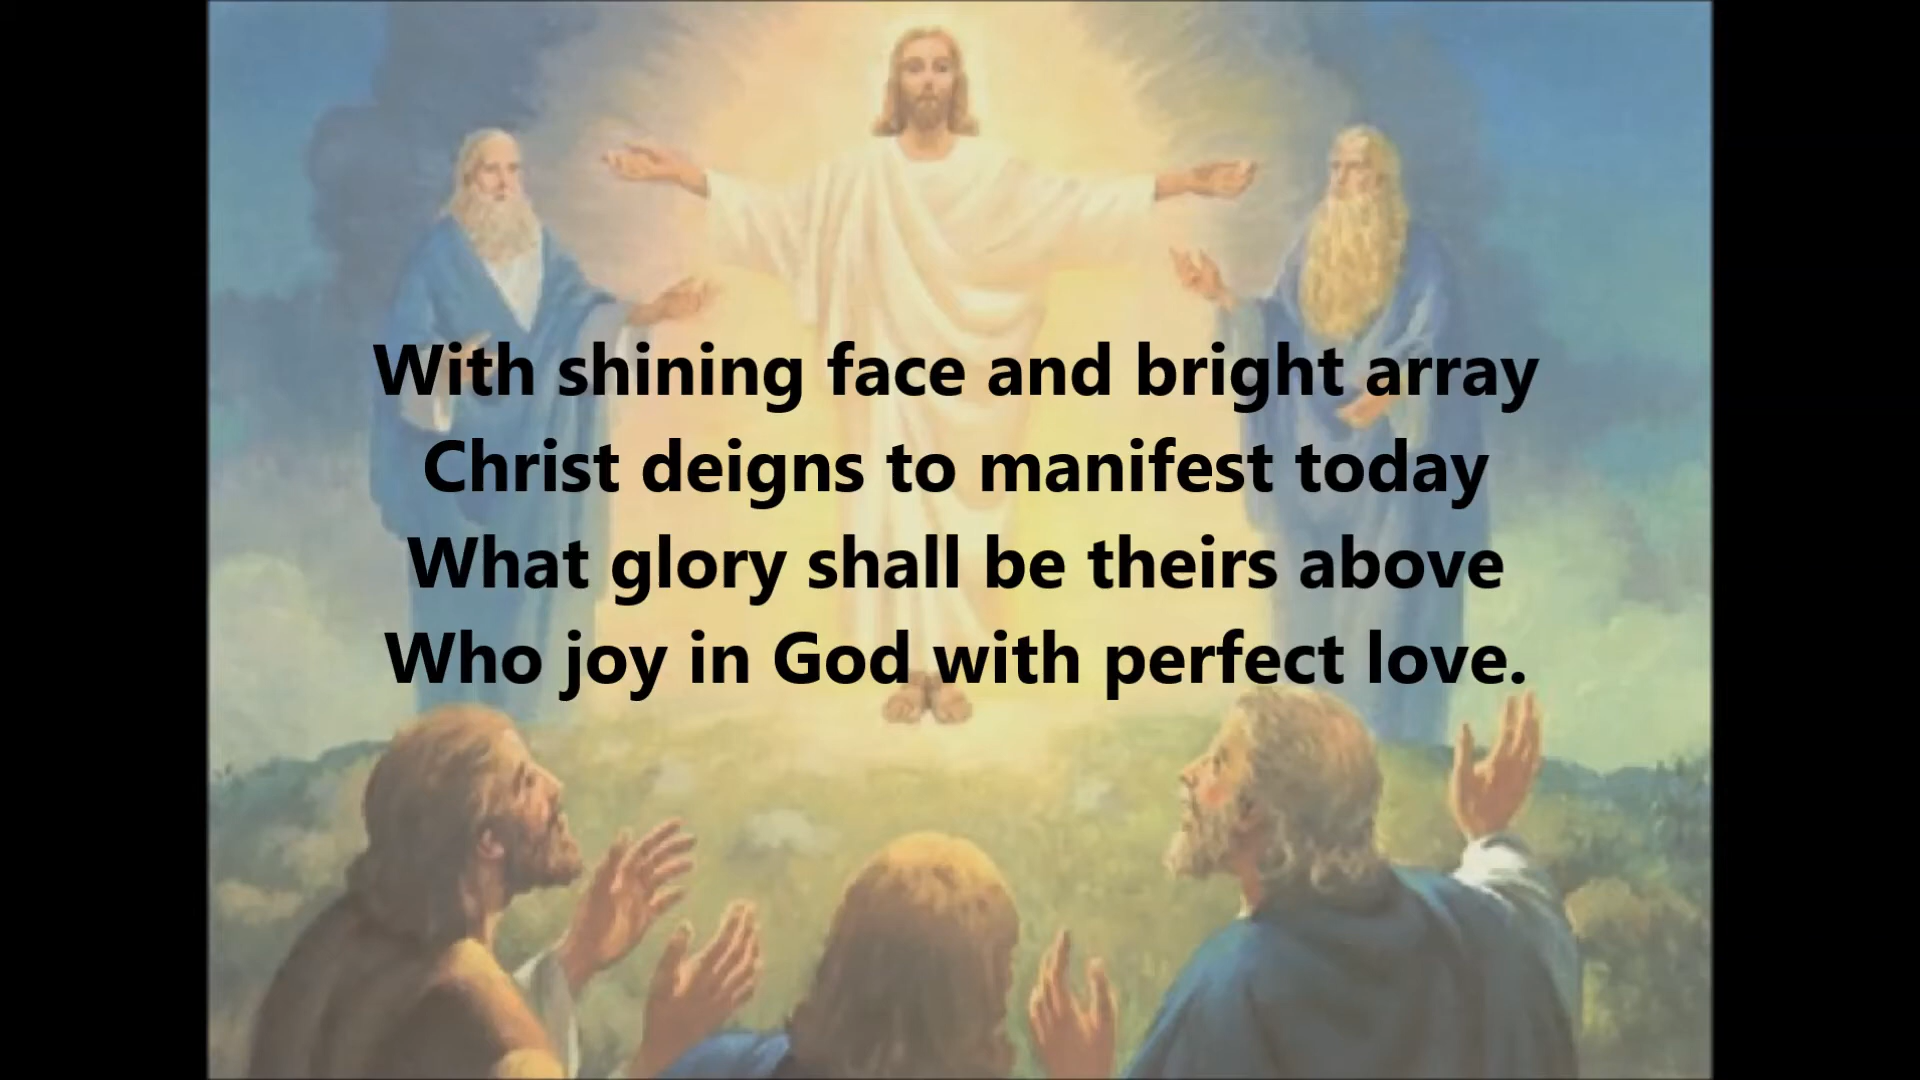 With shining face and bright array
Christ deigns to manifest today
What glory shall be theirs above
Who joy in God with perfect love.